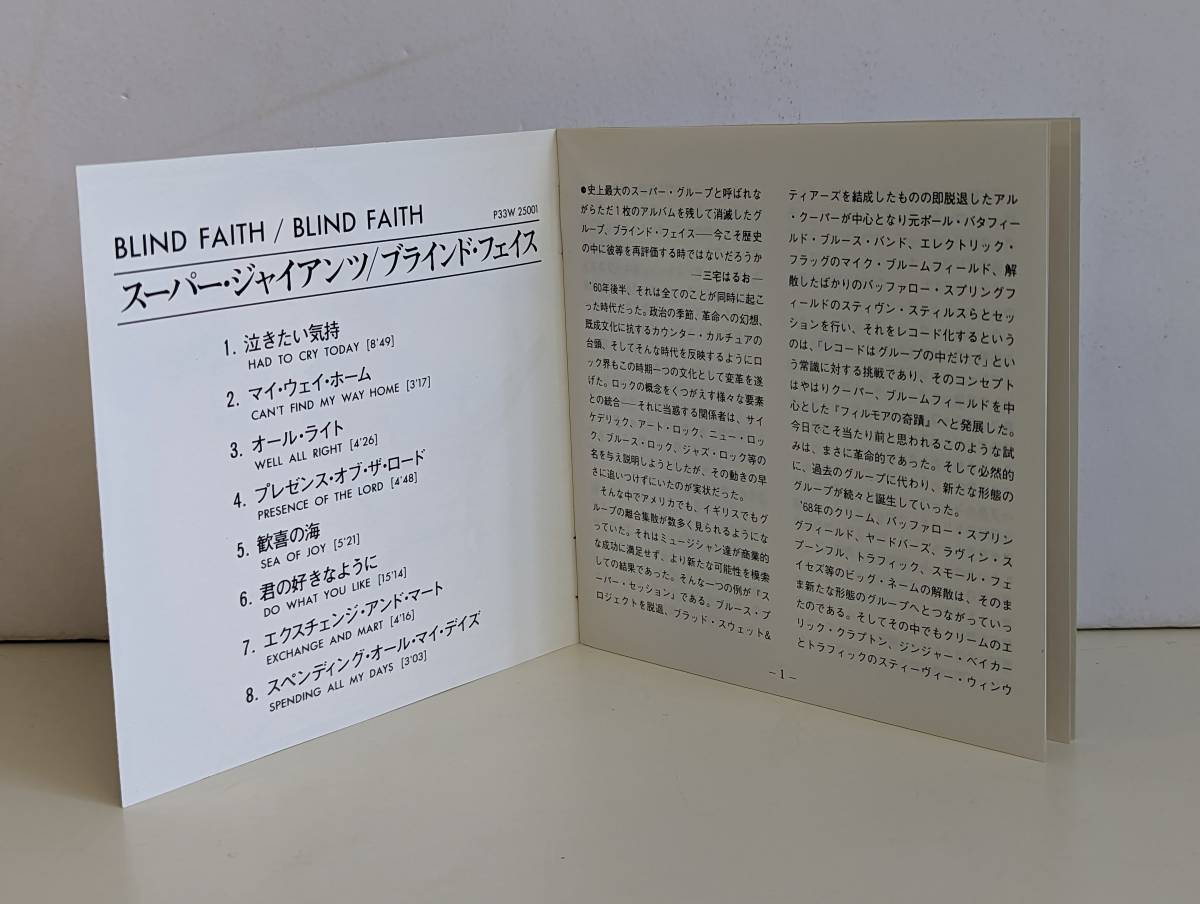 BLIND FAITH / BLIND FAITH
P33W 25001
スーパー・ジャイアンツ/ブラインド・フェイス
1. 泣きたい気持
HAD TO CRY TODAY [8'49]
2. マイ・ウェイ・ホーム
CAN'T FIND MY WAY HOME [3'17]
3. オール・ライト
WELL ALL RIGHT [4'26]
4. プレゼンス・オブ・ザ・ロード
PRESENCE OF THE LORD [4'48]
5. 歓喜の海
SEA OF JOY [5'21]
6. 君の好きなように
DO WHAT YOU LIKE [15'14]
7. エクスチェンジ・アンド・マート
EXCHANGE AND MART [4'16]
8. スペンディング・オール・マイ・デイズ
SPENDING ALL MY DAYS [3'03]
●史上最大のスーパー・グループと呼ばれな
がらただ1枚のアルバムを残して消滅したグ
ループ、ブラインド・フェイス——今こそ歴史
の中に彼等を再評価する時ではないだろうか
—三宅はるお—
'60年後半、それは全てのことが同時に起こ
った時代だった。政治の季節、革命への幻想、
既成文化に抗するカウンター・カルチュアの
台頭、そしてそんな時代を反映するようにロ
ック界もこの時期一つの文化として変革を遂
げた。ロックの概念をくつがえす様々な要素
との統合——それに当惑する関係者は、サイ
ケデリック、アート・ロック、ニュー・ロッ
ク、ブルース・ロック、ジャズ・ロック等の
名を与え説明しようとしたが、その動きの早
さに追いつけずにいたのが実状だった。
そんな中でアメリカでも、イギリスでもグ
ループの離合集散が数多く見られるようにな
っていた。それはミュージシャン達が商業的
な成功に満足せず、より新たな可能性を模索
しての結果であった。そんな一つの例が『ス
ーパー・セッション』である。ブルース・プ
ロジェクトを脱退、ブラッド・スウェット&
ティアーズを結成したものの即脱退したアル
・クーパーが中心となり元ポール・バタフィー
ルド・ブルース・バンド、エレクトリック・
フラッグのマイク・ブルームフィールド、解
散したばかりのバッファロー・スプリングフ
ィールドのスティヴン・スティルスらとセッ
ションを行い、それをレコード化するという
のは、「レコードはグループの中だけで」とい
う常識に対する挑戦であり、そのコンセプト
はやはりクーパー、ブルームフィールドを中
心とした『フィルモアの奇蹟』へと発展した。
今日でこそ当たり前と思われるこのような試
みは、まさに革命的であった。そして必然的
に、過去のグループに代わり、新たな形態の
グループが続々と誕生していった。
'68年のクリーム、バッファロー・スプリン
グフィールド、ヤードバーズ、ラヴィン・ス
プーンフル、トラフィック、スモール・フェ
イセズ等のビッグ・ネームの解散は、そのま
ま新たな形態のグループへとつながっていっ
たのである。そしてその中でもクリームのエ
リック・クラプトン、ジンジャー・ベイカー
とトラフィックのスティーヴィー・ウィンウ
—1—